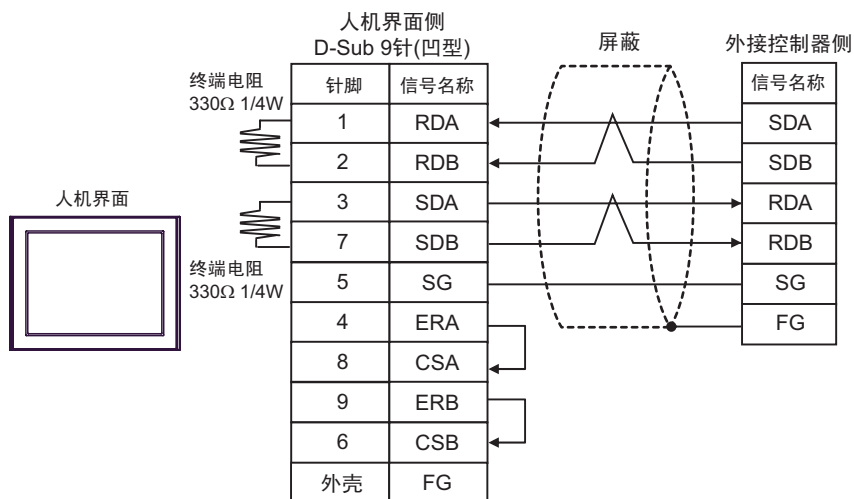 人机界面侧
D-Sub 9针(凹型)
屏蔽
外接控制器侧
终端电阻
330Ω 1/4W
针脚 信号名称
信号名称
1 RDA
SDA
2 RDB
SDB
3 SDA
RDA
7 SDB
RDB
5 SG
SG
4 ERA
FG
8 CSA
9 ERB
6 CSB
外壳 FG
人机界面
终端电阻
330Ω 1/4W